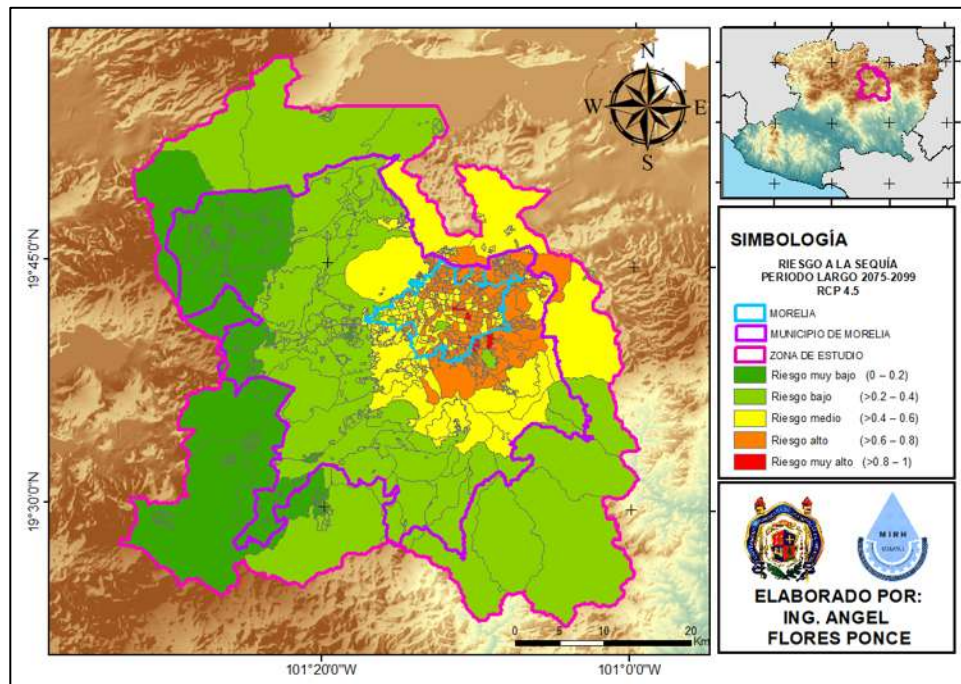 N
W
E
S
19°45'0"N
19°30'0"N
101°20'0"W
101°0'0"W
0
5
10
20
Km
SIMBOLOGÍA
RIESGO A LA SEQUÍA
PERIODO LARGO 2075-2099
RCP 4.5
MORELIA
MUNICIPIO DE MORELIA
ZONA DE ESTUDIO
Riesgo muy bajo (0 – 0.2)
Riesgo bajo (>0.2 – 0.4)
Riesgo medio (>0.4 – 0.6)
Riesgo alto (>0.6 – 0.8)
Riesgo muy alto (>0.8 – 1)
MIRH
ELABORADO POR:
ING. ANGEL
FLORES PONCE